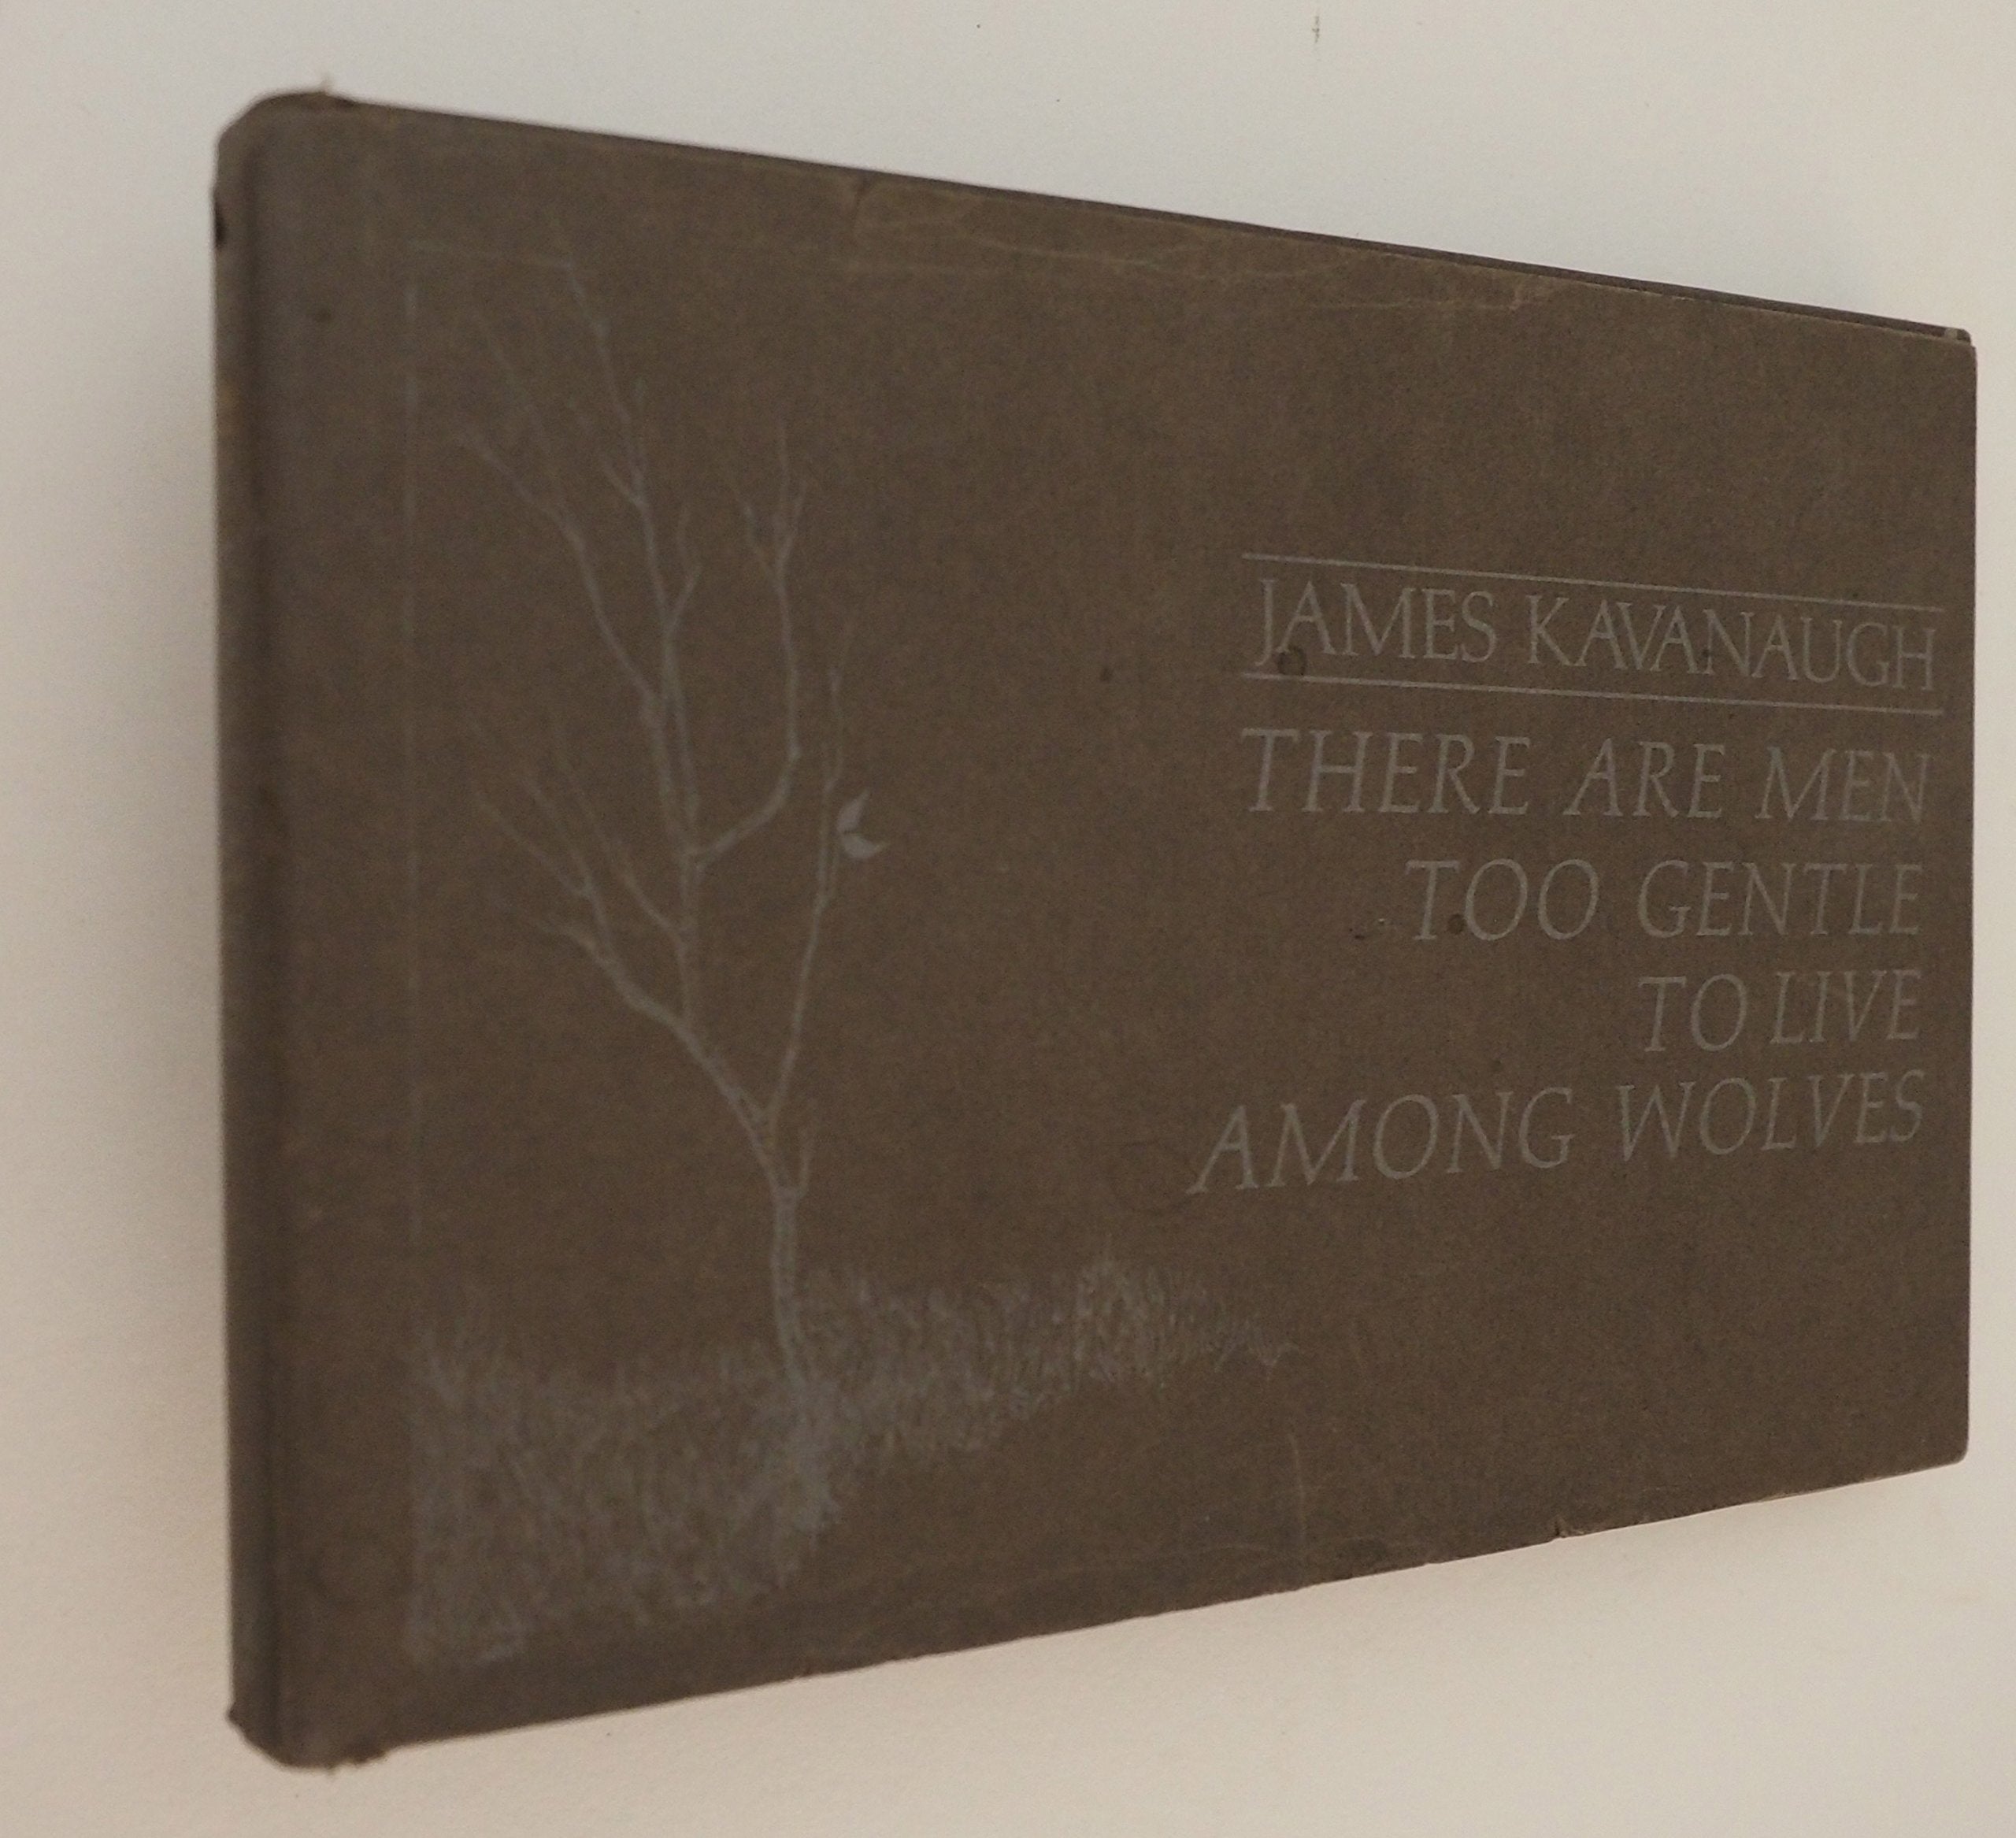 JAMES KAVANAUGH
THERE ARE MEN
TOO GENTLE
TO LIVE
AMONG WOLVES